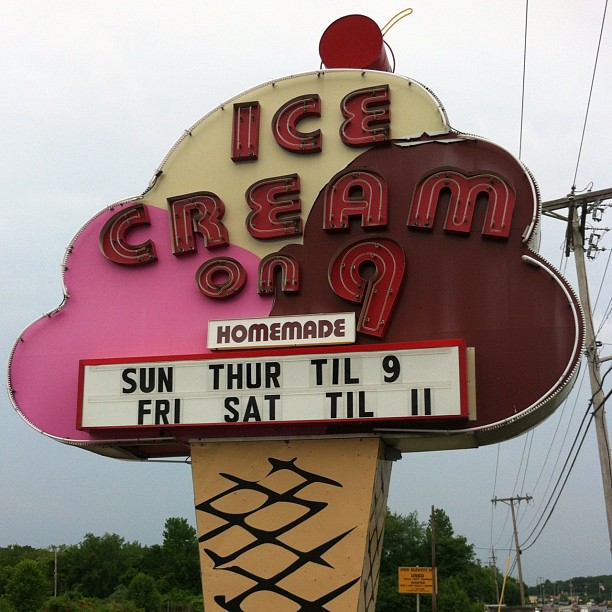 ICE
CREAM
ON 9
HOMEMADE
SUN THUR TIL 9
FRI SAT TIL 11